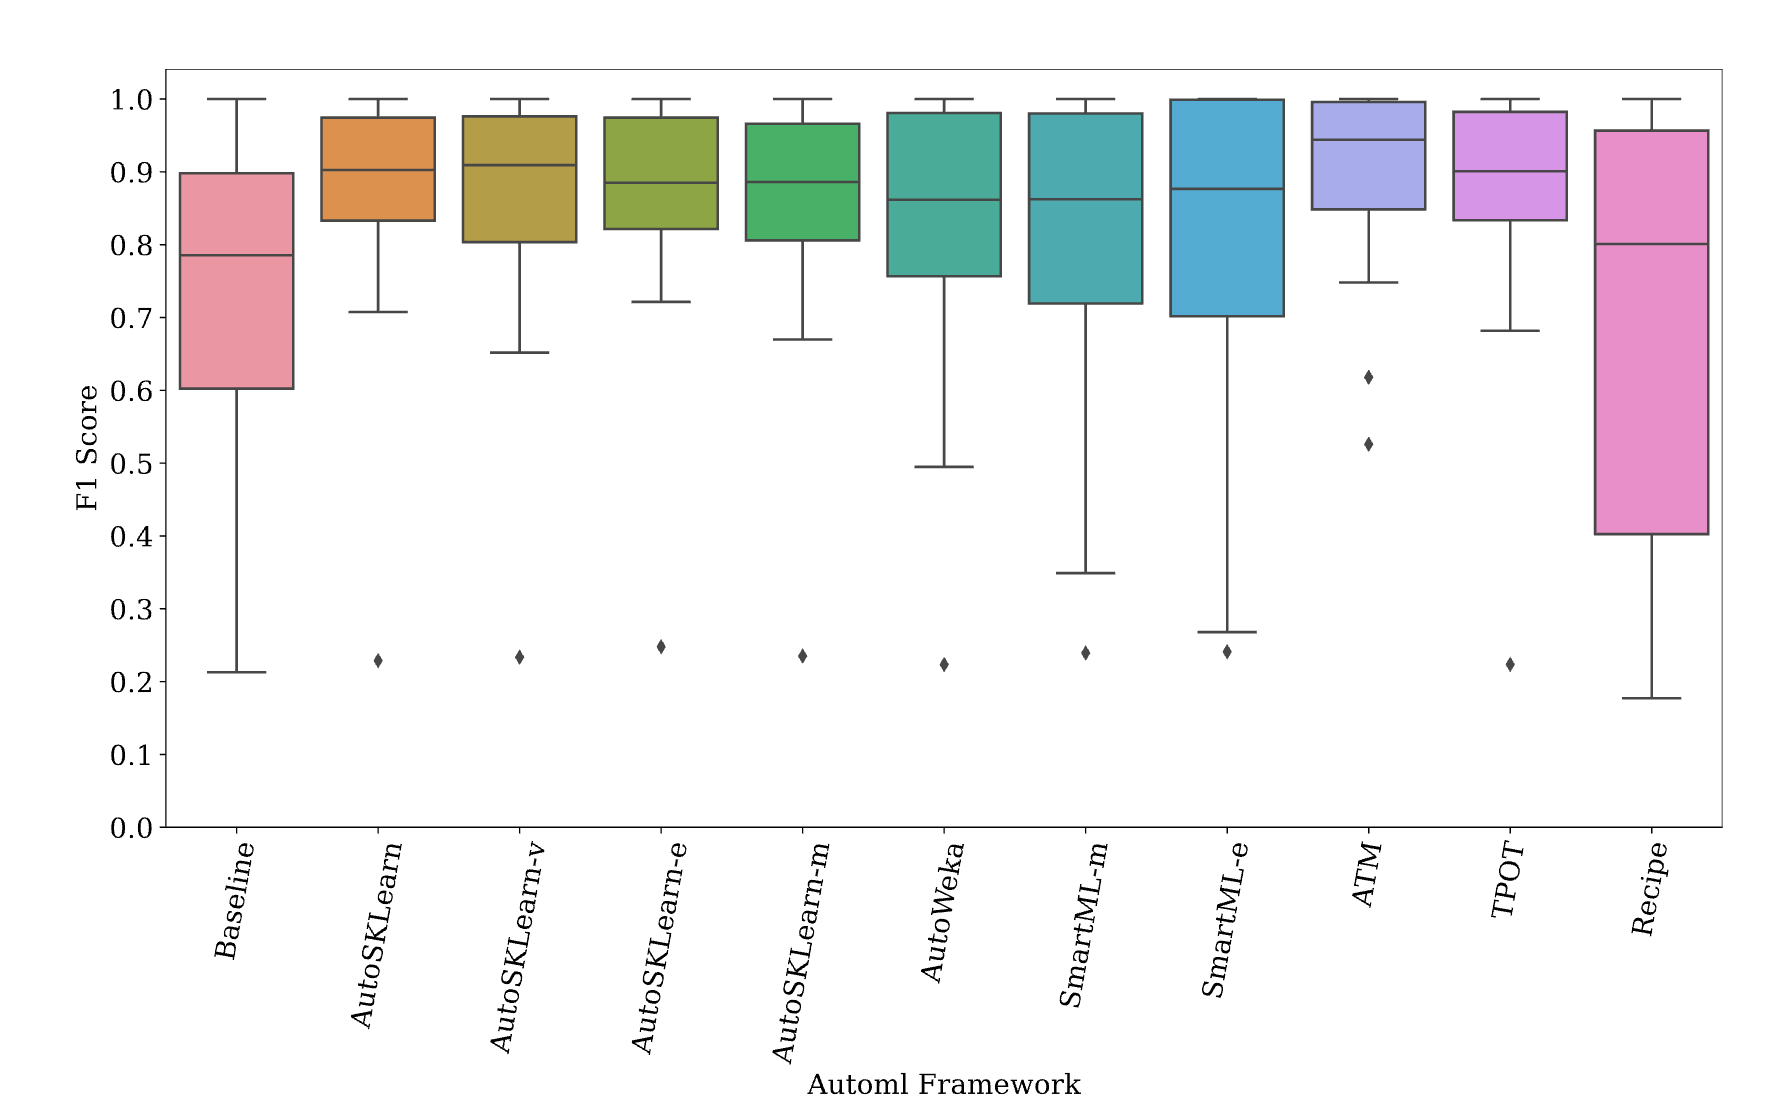 1.0
0.9
0.8
0.7
0.6
0.5
0.4
0.3
0.2
0.1
0.0
F1 Score
Baseline
AutoSKLearn
AutoSKLearn-v
AutoSKLearn-e
AutoSKLearn-m
AutoWeka
SmartML-m
SmartML-e
ATM
TPOT
Recipe
Automl Framework